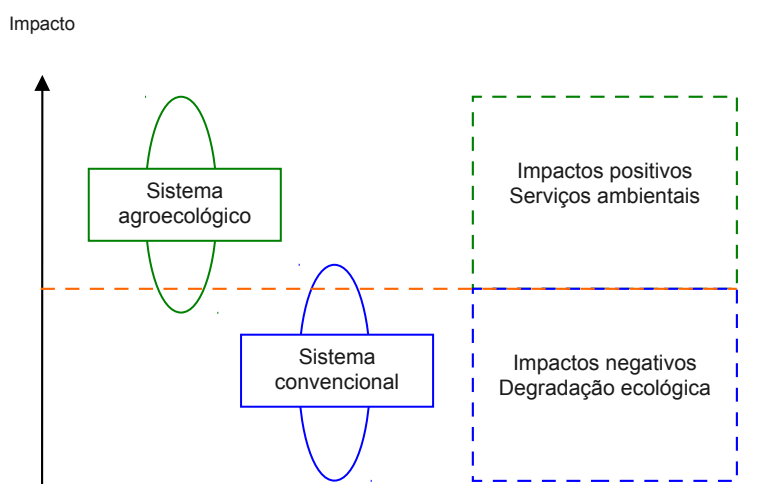 Impacto
Sistema
agroecológico
Impactos positivos
Serviços ambientais
Sistema
convencional
Impactos negativos
Degradação ecológica